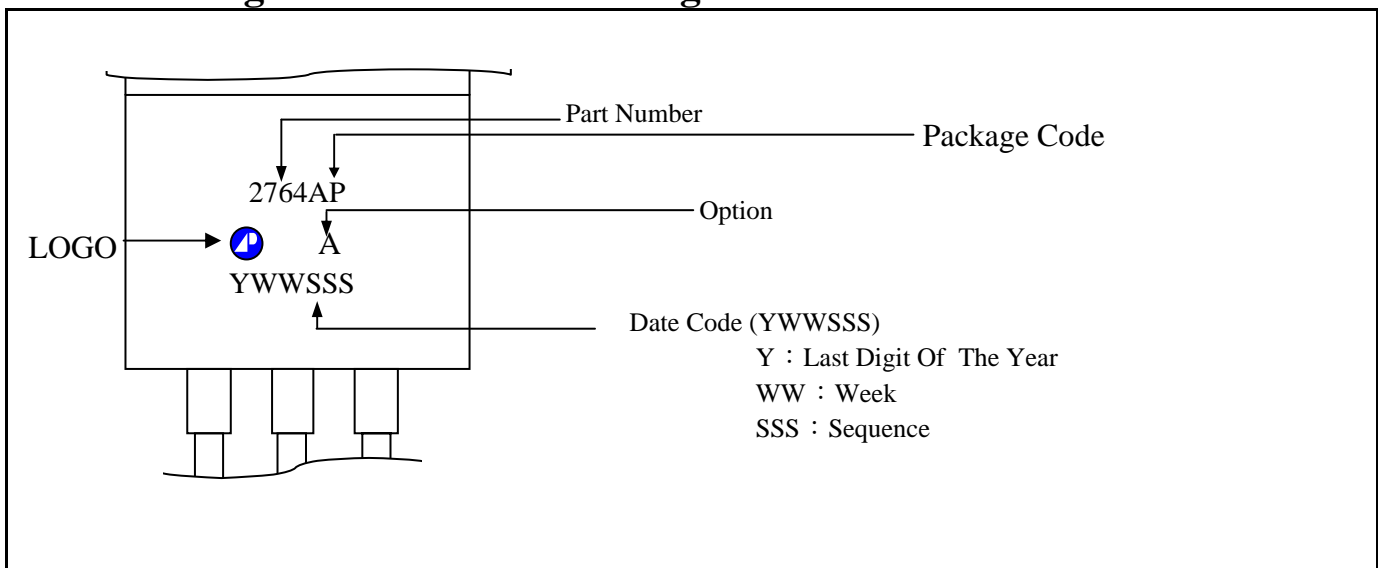 Part Number
Package Code
2764AP
Option
LOGO
A
YWWSSS
Date Code (YWWSSS)
Y：Last Digit Of The Year
WW：Week
SSS：Sequence